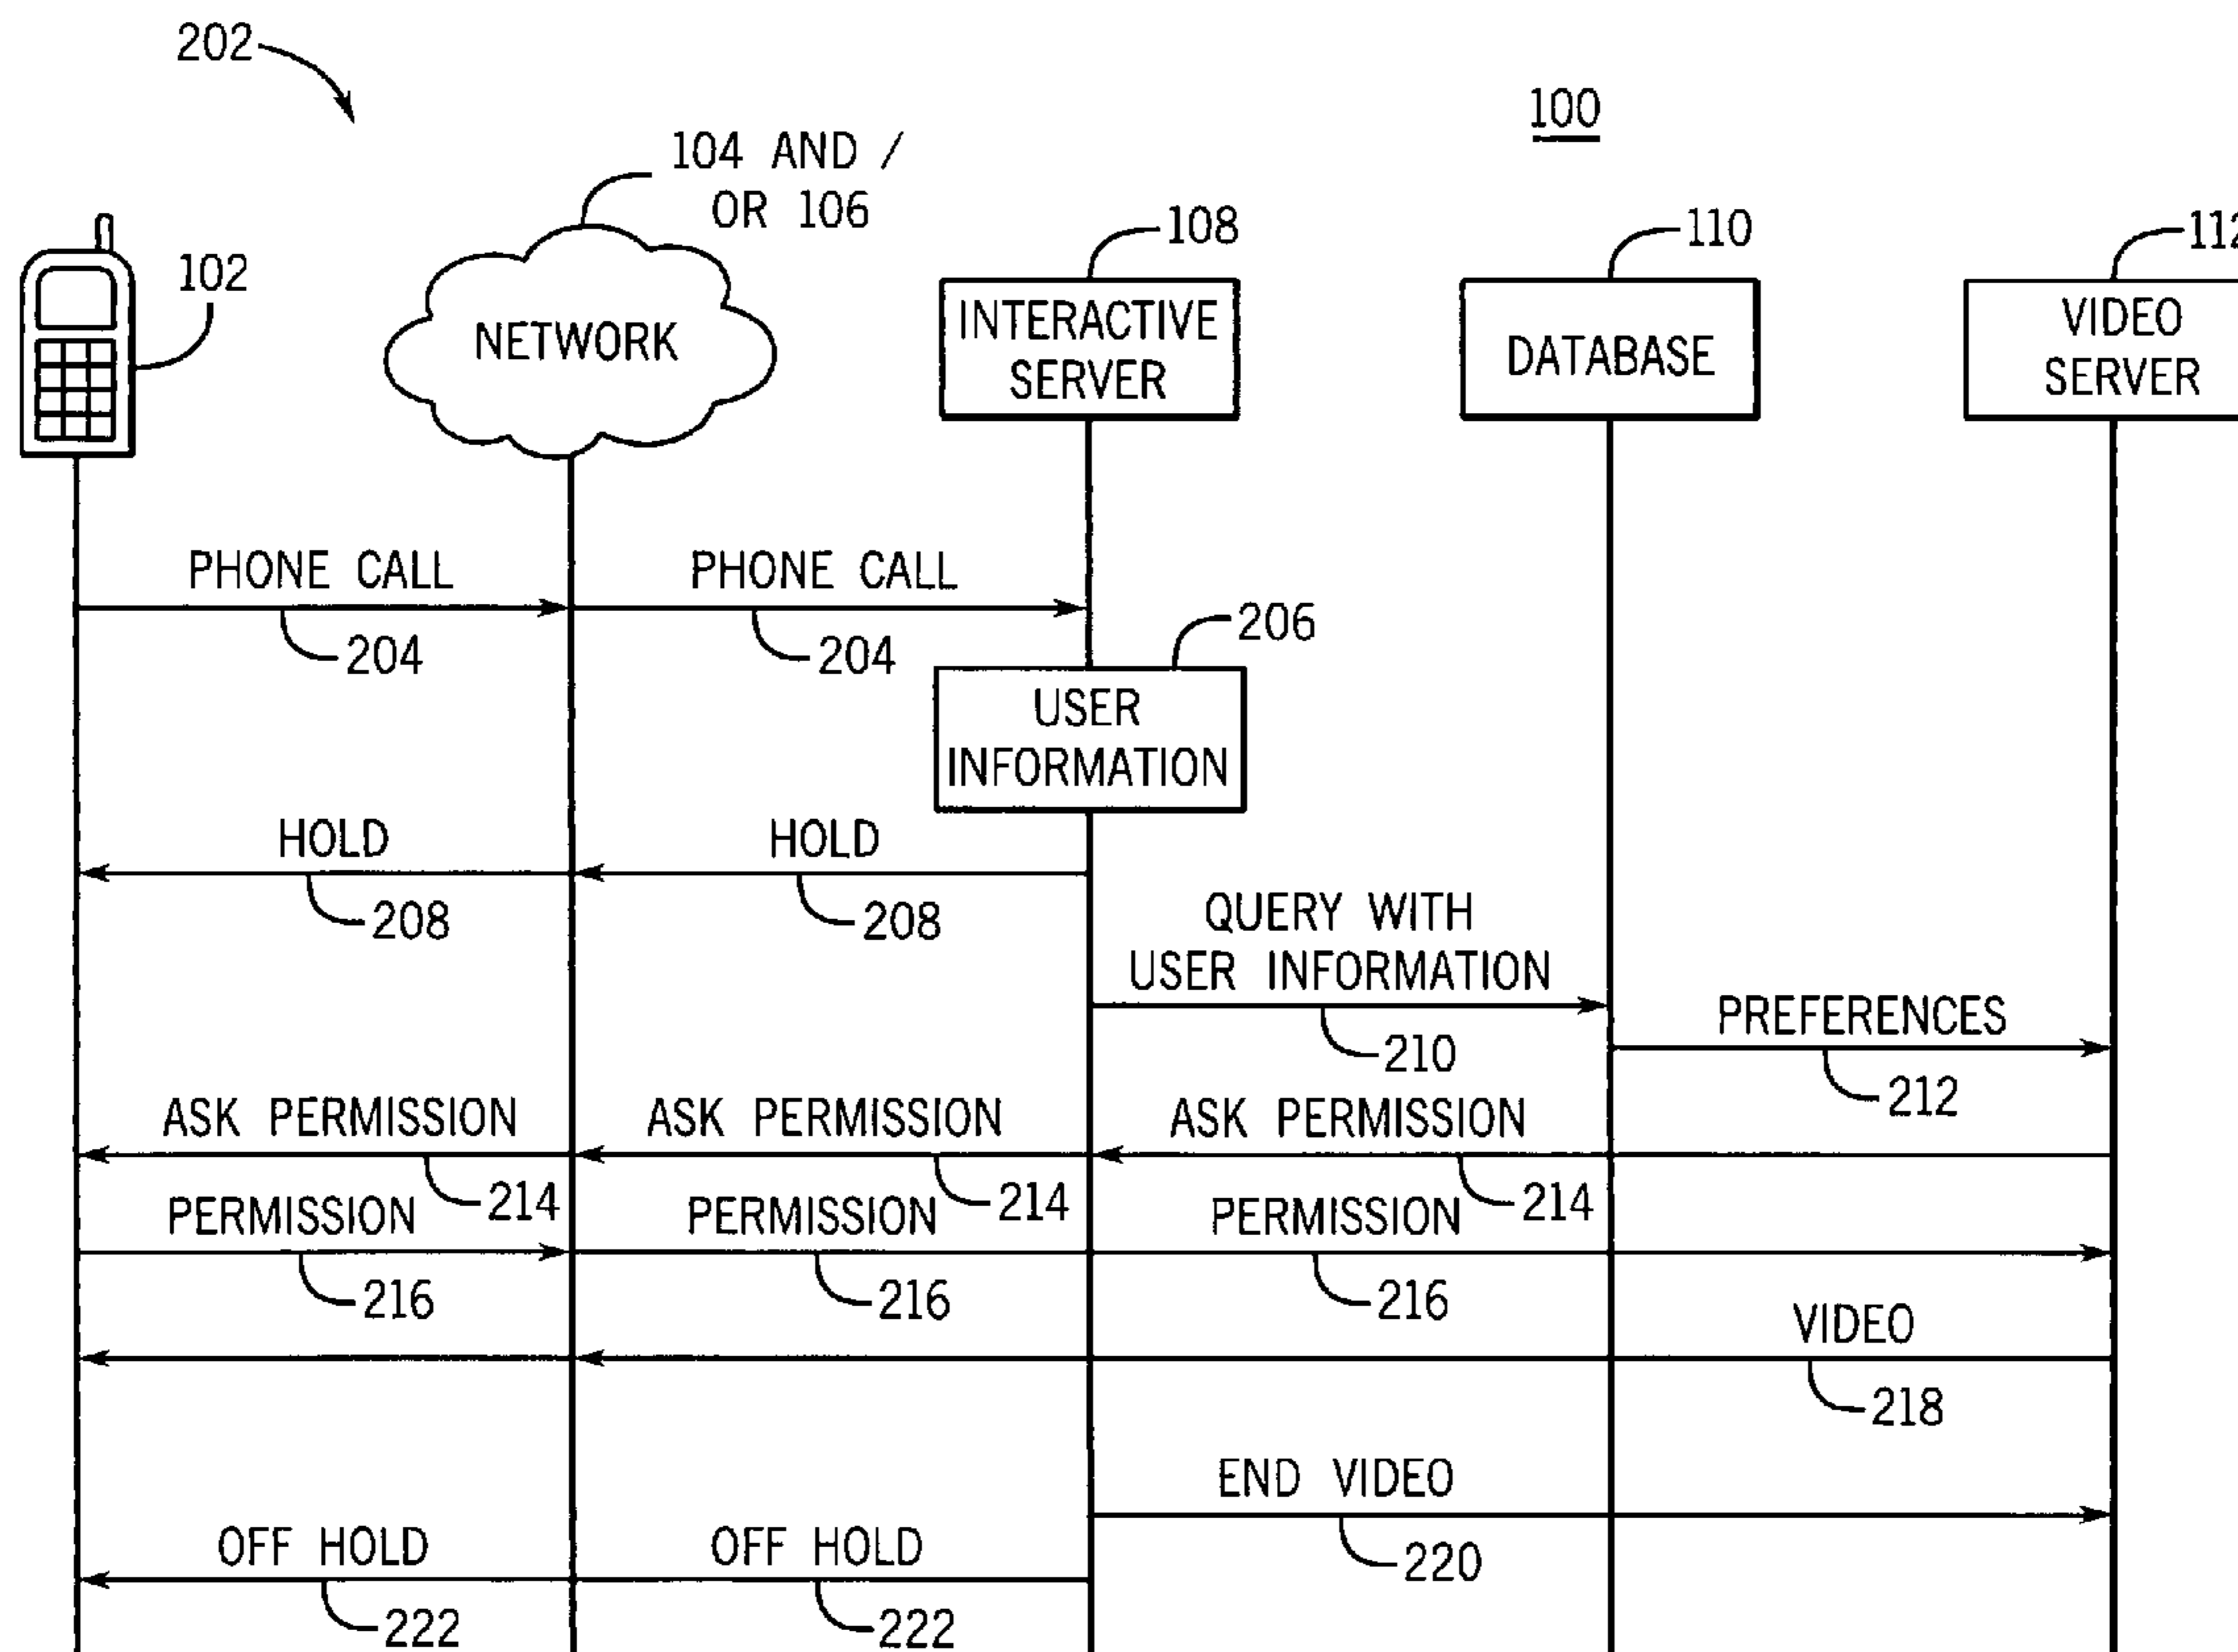 202
100
104 AND /
OR 106
102
108
110
112
NETWORK
INTERACTIVE
SERVER
DATABASE
VIDEO
SERVER
PHONE CALL
PHONE CALL
204
204
206
USER
INFORMATION
HOLD
HOLD
208
208
QUERY WITH
USER INFORMATION
210
PREFERENCES
212
ASK PERMISSION
ASK PERMISSION
ASK PERMISSION
214
214
214
PERMISSION
PERMISSION
PERMISSION
216
216
216
VIDEO
218
END VIDEO
220
OFF HOLD
OFF HOLD
222
222